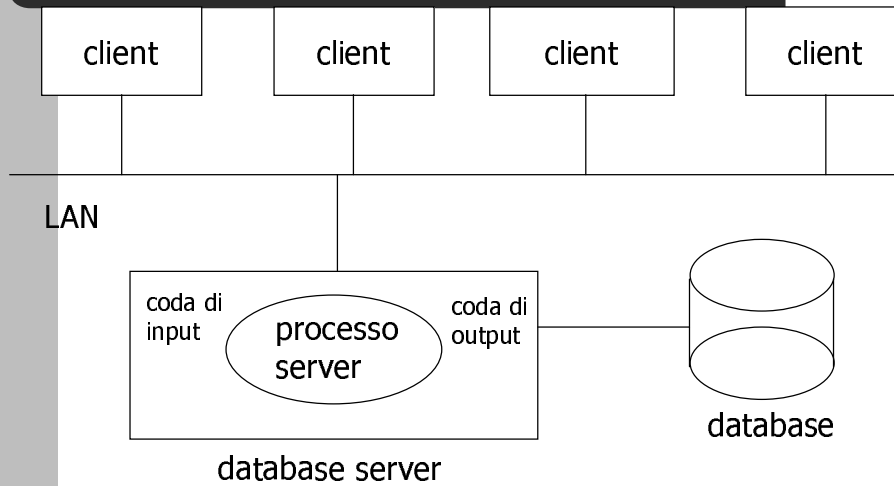 client
client
client
client
LAN
coda di
input
processo
server
coda di
output
database
database server